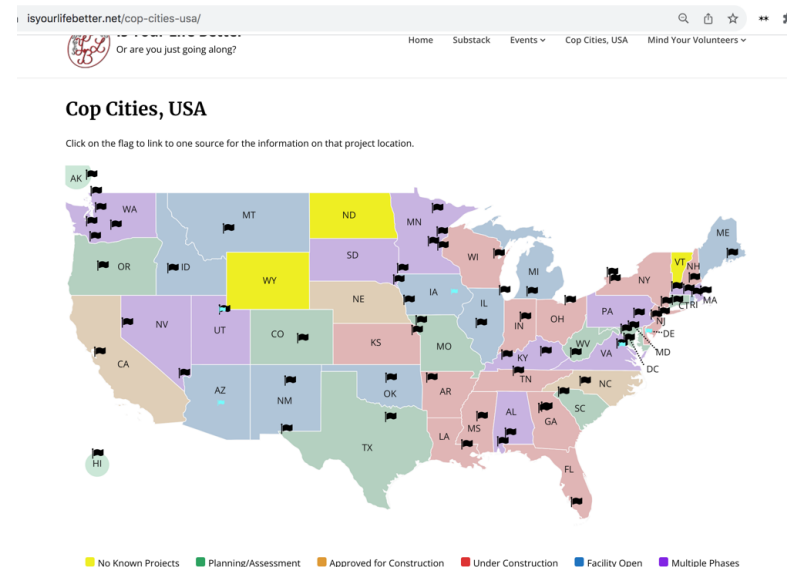 isyourlifebetter.net/cop-cities-usa/
Is Your Life Better
Or are you just going along?
Home Substack Events Cop Cities, USA Mind Your Volunteers
Cop Cities, USA
Click on the flag to link to one source for the information on that project location.
AK
WA MT ND MN ME
OR ID SD WI VT NH
WY MI NY
NE IA MA
NV UT IL IN OH PA CT RI
CO NJ
CA KS MO WV DE
KY VA MD
DC
AZ NM OK AR TN NC
AL SC
MS GA
TX LA
HI FL
No Known Projects Planning/Assessment Approved for Construction Under Construction Facility Open Multiple Phases